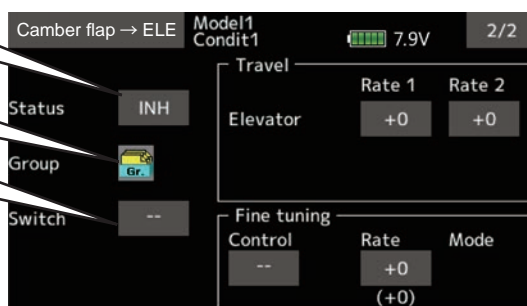 Camber flap → ELE
Model1
Condit1
7.9V
2/2
Status
INH
Group
Gr.
Switch
--
Travel
Rate 1
Rate 2
Elevator
+0
+0
Fine tuning
Control
Rate
Mode
--
+0
(+0)